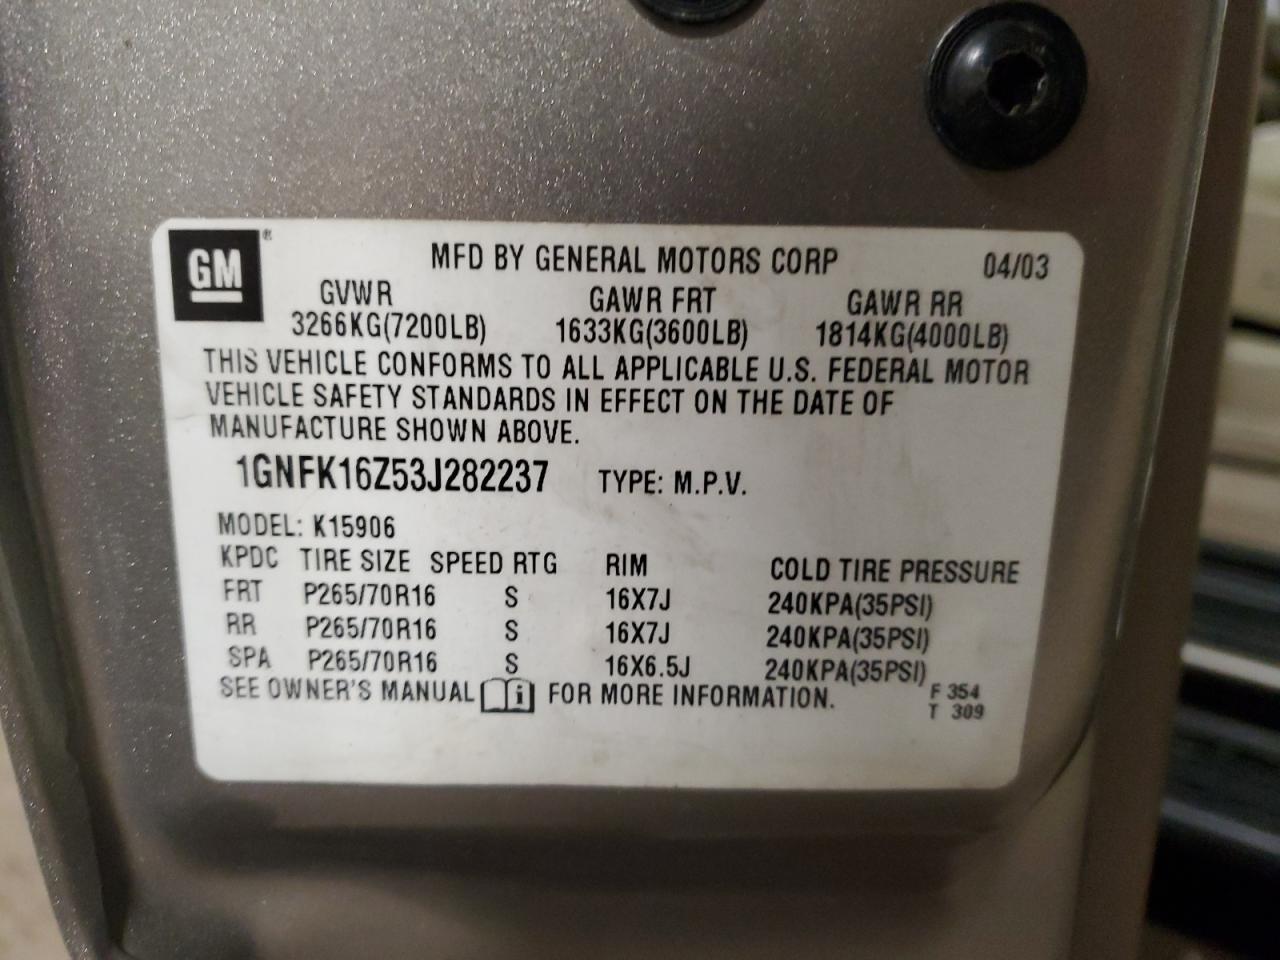 GM® MFD BY GENERAL MOTORS CORP 04/03
GVWR GAWR FRT GAWR RR
3266KG(7200LB) 1633KG(3600LB) 1814KG(4000LB)
THIS VEHICLE CONFORMS TO ALL APPLICABLE U.S. FEDERAL MOTOR
VEHICLE SAFETY STANDARDS IN EFFECT ON THE DATE OF
MANUFACTURE SHOWN ABOVE.
1GNFK16Z53J282237 TYPE: M.P.V.
MODEL: K15906
KPDC TIRE SIZE SPEED RTG RIM COLD TIRE PRESSURE
FRT P265/70R16 S 16X7J 240KPA(35PSI)
RR P265/70R16 S 16X7J 240KPA(35PSI)
SPA P265/70R16 S 16X6.5J 240KPA(35PSI)
SEE OWNER'S MANUAL i FOR MORE INFORMATION. F 354
T 309